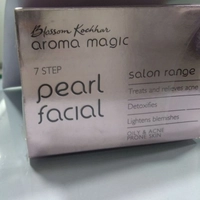 Blossom Kochhar
aroma magic
7 STEP
pearl
facial
salon range
Treats and relieves acne
Detoxifies
Lightens blemishes
OILY & ACNE
PRONE SKIN